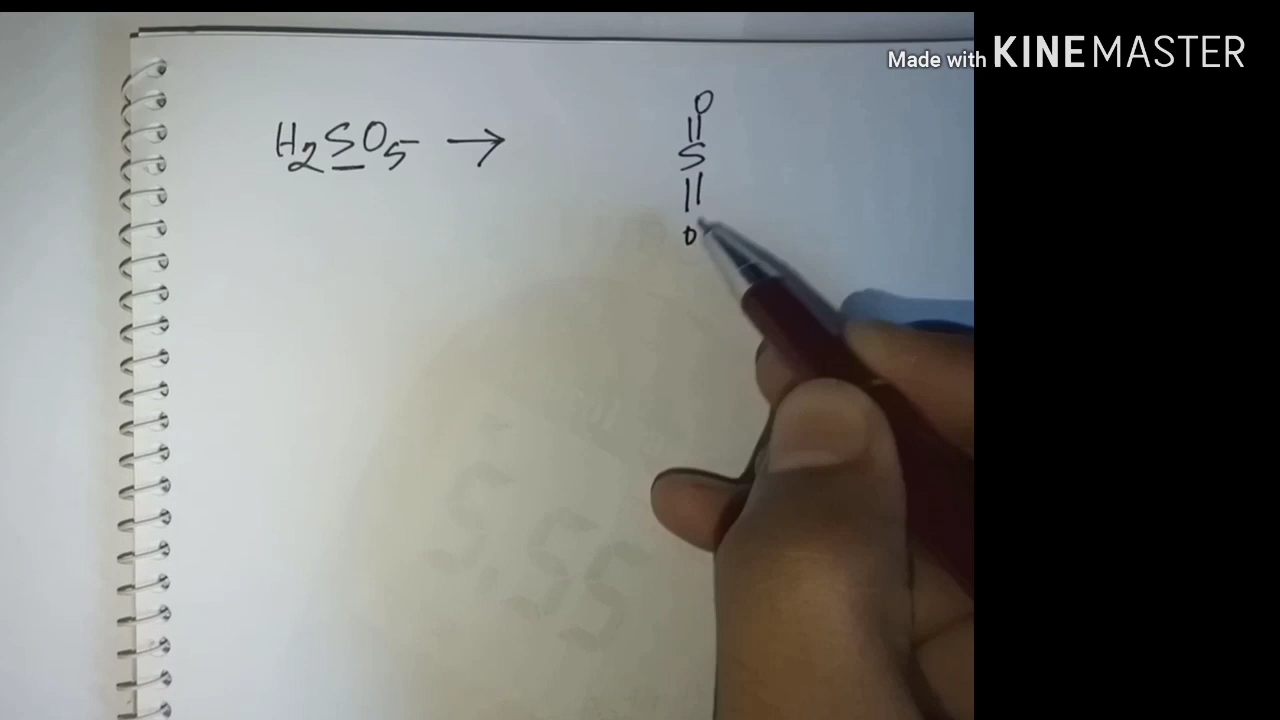 Made with KINEMASTER
H₂SO₅ →
O
||
S
||
O